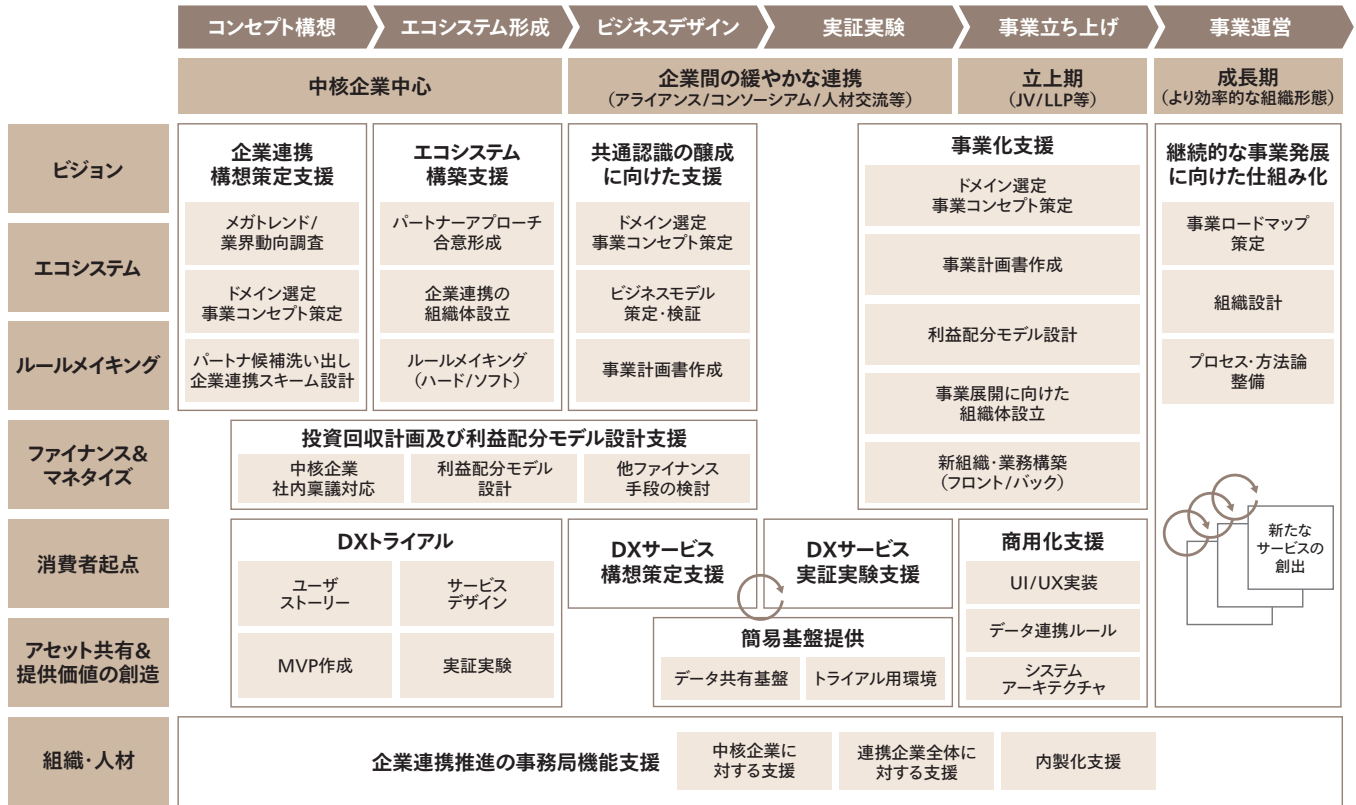 コンセプト構想
エコシステム形成
ビジネスデザイン
実証実験
事業立ち上げ
事業運営
中核企業中心
企業間の緩やかな連携
（アライアンス/コンソーシアム/人材交流等）
立上期
（JV/LLP等）
成長期
（より効率的な組織形態）
ビジョン
エコシステム
ルールメイキング
ファイナンス&
マネタイズ
消費者起点
アセット共有&
提供価値の創造
組織・人材
企業連携
構想策定支援
メガトレンド/
業界動向調査
ドメイン選定
事業コンセプト策定
パートナ候補洗い出し
企業連携スキーム設計
エコシステム
構築支援
パートナーアプローチ
合意形成
企業連携の
組織体設立
ルールメイキング
（ハード/ソフト）
共通認識の醸成
に向けた支援
ドメイン選定
事業コンセプト策定
ビジネスモデル
策定・検証
事業計画書作成
事業化支援
ドメイン選定
事業コンセプト策定
事業計画書作成
利益配分モデル設計
事業展開に向けた
組織体設立
新組織・業務構築
（フロント/バック）
継続的な事業発展
に向けた仕組み化
事業ロードマップ
策定
組織設計
プロセス・方法論
整備
新たな
サービスの
創出
投資回収計画及び利益配分モデル設計支援
中核企業
社内稟議対応
利益配分モデル
設計
他ファイナンス
手段の検討
DXトライアル
ユーザ
ストーリー
サービス
デザイン
MVP作成
実証実験
DXサービス
構想策定支援
DXサービス
実証実験支援
簡易基盤提供
データ共有基盤
トライアル用環境
商用化支援
UI/UX実装
データ連携ルール
システム
アーキテクチャ
企業連携推進の事務局機能支援
中核企業に
対する支援
連携企業全体に
対する支援
内製化支援